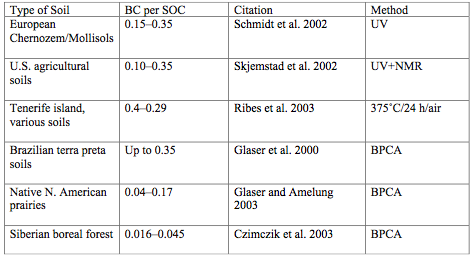 Type of Soil BC per SOC Citation Method
European 0.15–0.35 Schmidt et al. 2002 UV
Chernozem/Mollisols
U.S. agricultural 0.10–0.35 Skjemstad et al. 2002 UV+NMR
soils
Tenerife island, 0.4–0.29 Ribes et al. 2003 375˚C/24 h/air
various soils
Brazilian terra preta Up to 0.35 Glaser et al. 2000 BPCA
soils
Native N. American 0.04–0.17 Glaser and Amelung BPCA
prairies 2003
Siberian boreal forest 0.016–0.045 Czimczik et al. 2003 BPCA